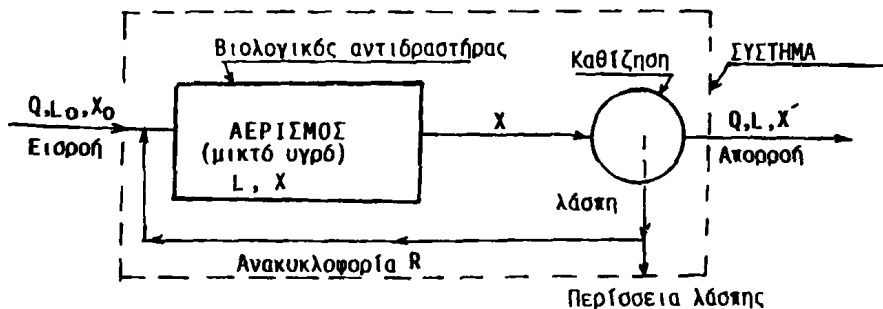 Βιολογικός αντιδραστήρας
Καθίζηση
ΣΥΣΤΗΜΑ
Q,Lo,Xo
Εισροή
ΑΕΡΙΣΜΟΣ
(μικτό υγρό)
L , X
X
Q,L,X´
Απορροή
λάσπη
Ανακυκλοφορία R
Περίσσεια λάσπης